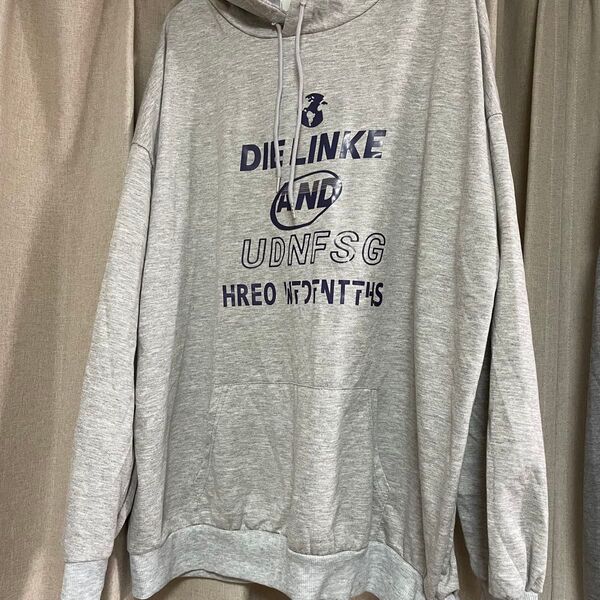 DIE LINKE
AND
UDNFSG
HREO